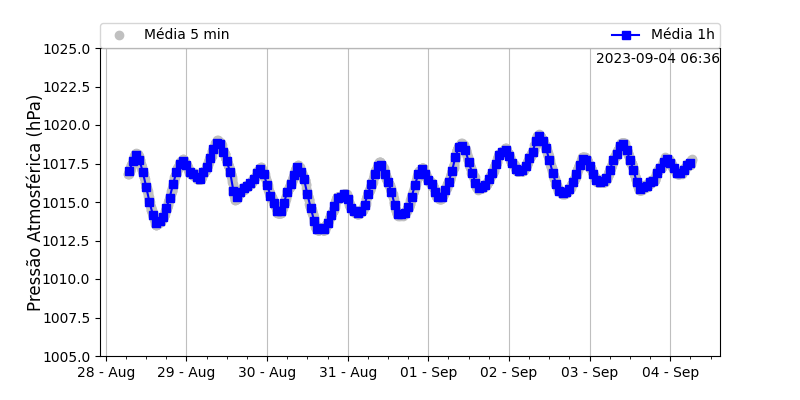 Média 5 min
Média 1h
2023-09-04 06:36
Pressão Atmosférica (hPa)
1025.0
1022.5
1020.0
1017.5
1015.0
1012.5
1010.0
1007.5
1005.0
28 - Aug
29 - Aug
30 - Aug
31 - Aug
01 - Sep
02 - Sep
03 - Sep
04 - Sep